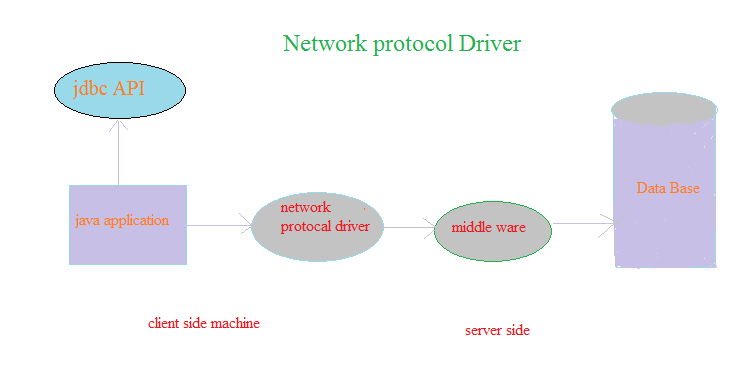 Network protocol Driver
jdbc API
java application
network
protocal driver
middle ware
Data Base
client side machine
server side